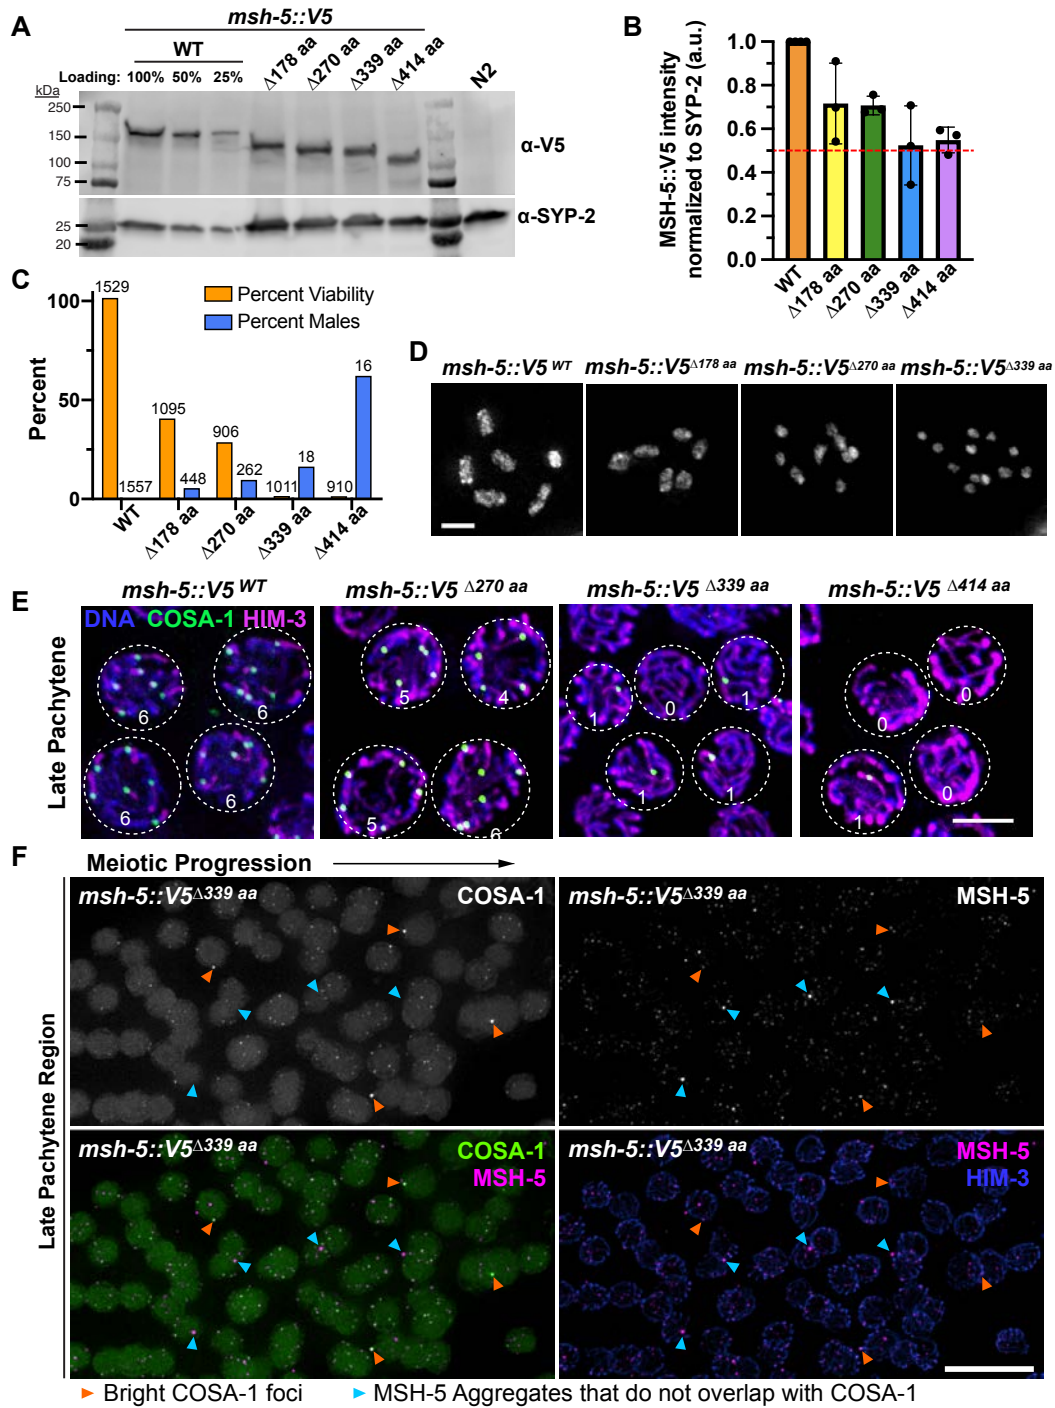 A
msh-5::V5
WT
Loading: 100% 50% 25% Δ178 aa Δ270 aa Δ339 aa Δ414 aa N2
kDa
250
150
100
75
α-V5
25
20
α-SYP-2
B
MSH-5::V5 intensity
normalized to SYP-2 (a.u.)
1.0
0.8
0.6
0.4
0.2
0.0
WT Δ178 aa Δ270 aa Δ339 aa Δ414 aa
C
Percent
100
50
0
Percent Viability
Percent Males
1529 1557 1095 448 906 262 1011 18 910 16
WT Δ178 aa Δ270 aa Δ339 aa Δ414 aa
D
msh-5::V5 WT msh-5::V5Δ178 aa msh-5::V5Δ270 aa msh-5::V5Δ339 aa
E
msh-5::V5 WT msh-5::V5 Δ270 aa msh-5::V5 Δ339 aa msh-5::V5 Δ414 aa
Late Pachytene
DNA COSA-1 HIM-3
6 6 6 6
5 4 5 6
1 0 1 1 1
0 0 1 0
F
Meiotic Progression
Late Pachytene Region
msh-5::V5Δ339 aa COSA-1
msh-5::V5Δ339 aa MSH-5
msh-5::V5Δ339 aa COSA-1
MSH-5
msh-5::V5Δ339 aa MSH-5
HIM-3
Bright COSA-1 foci
MSH-5 Aggregates that do not overlap with COSA-1